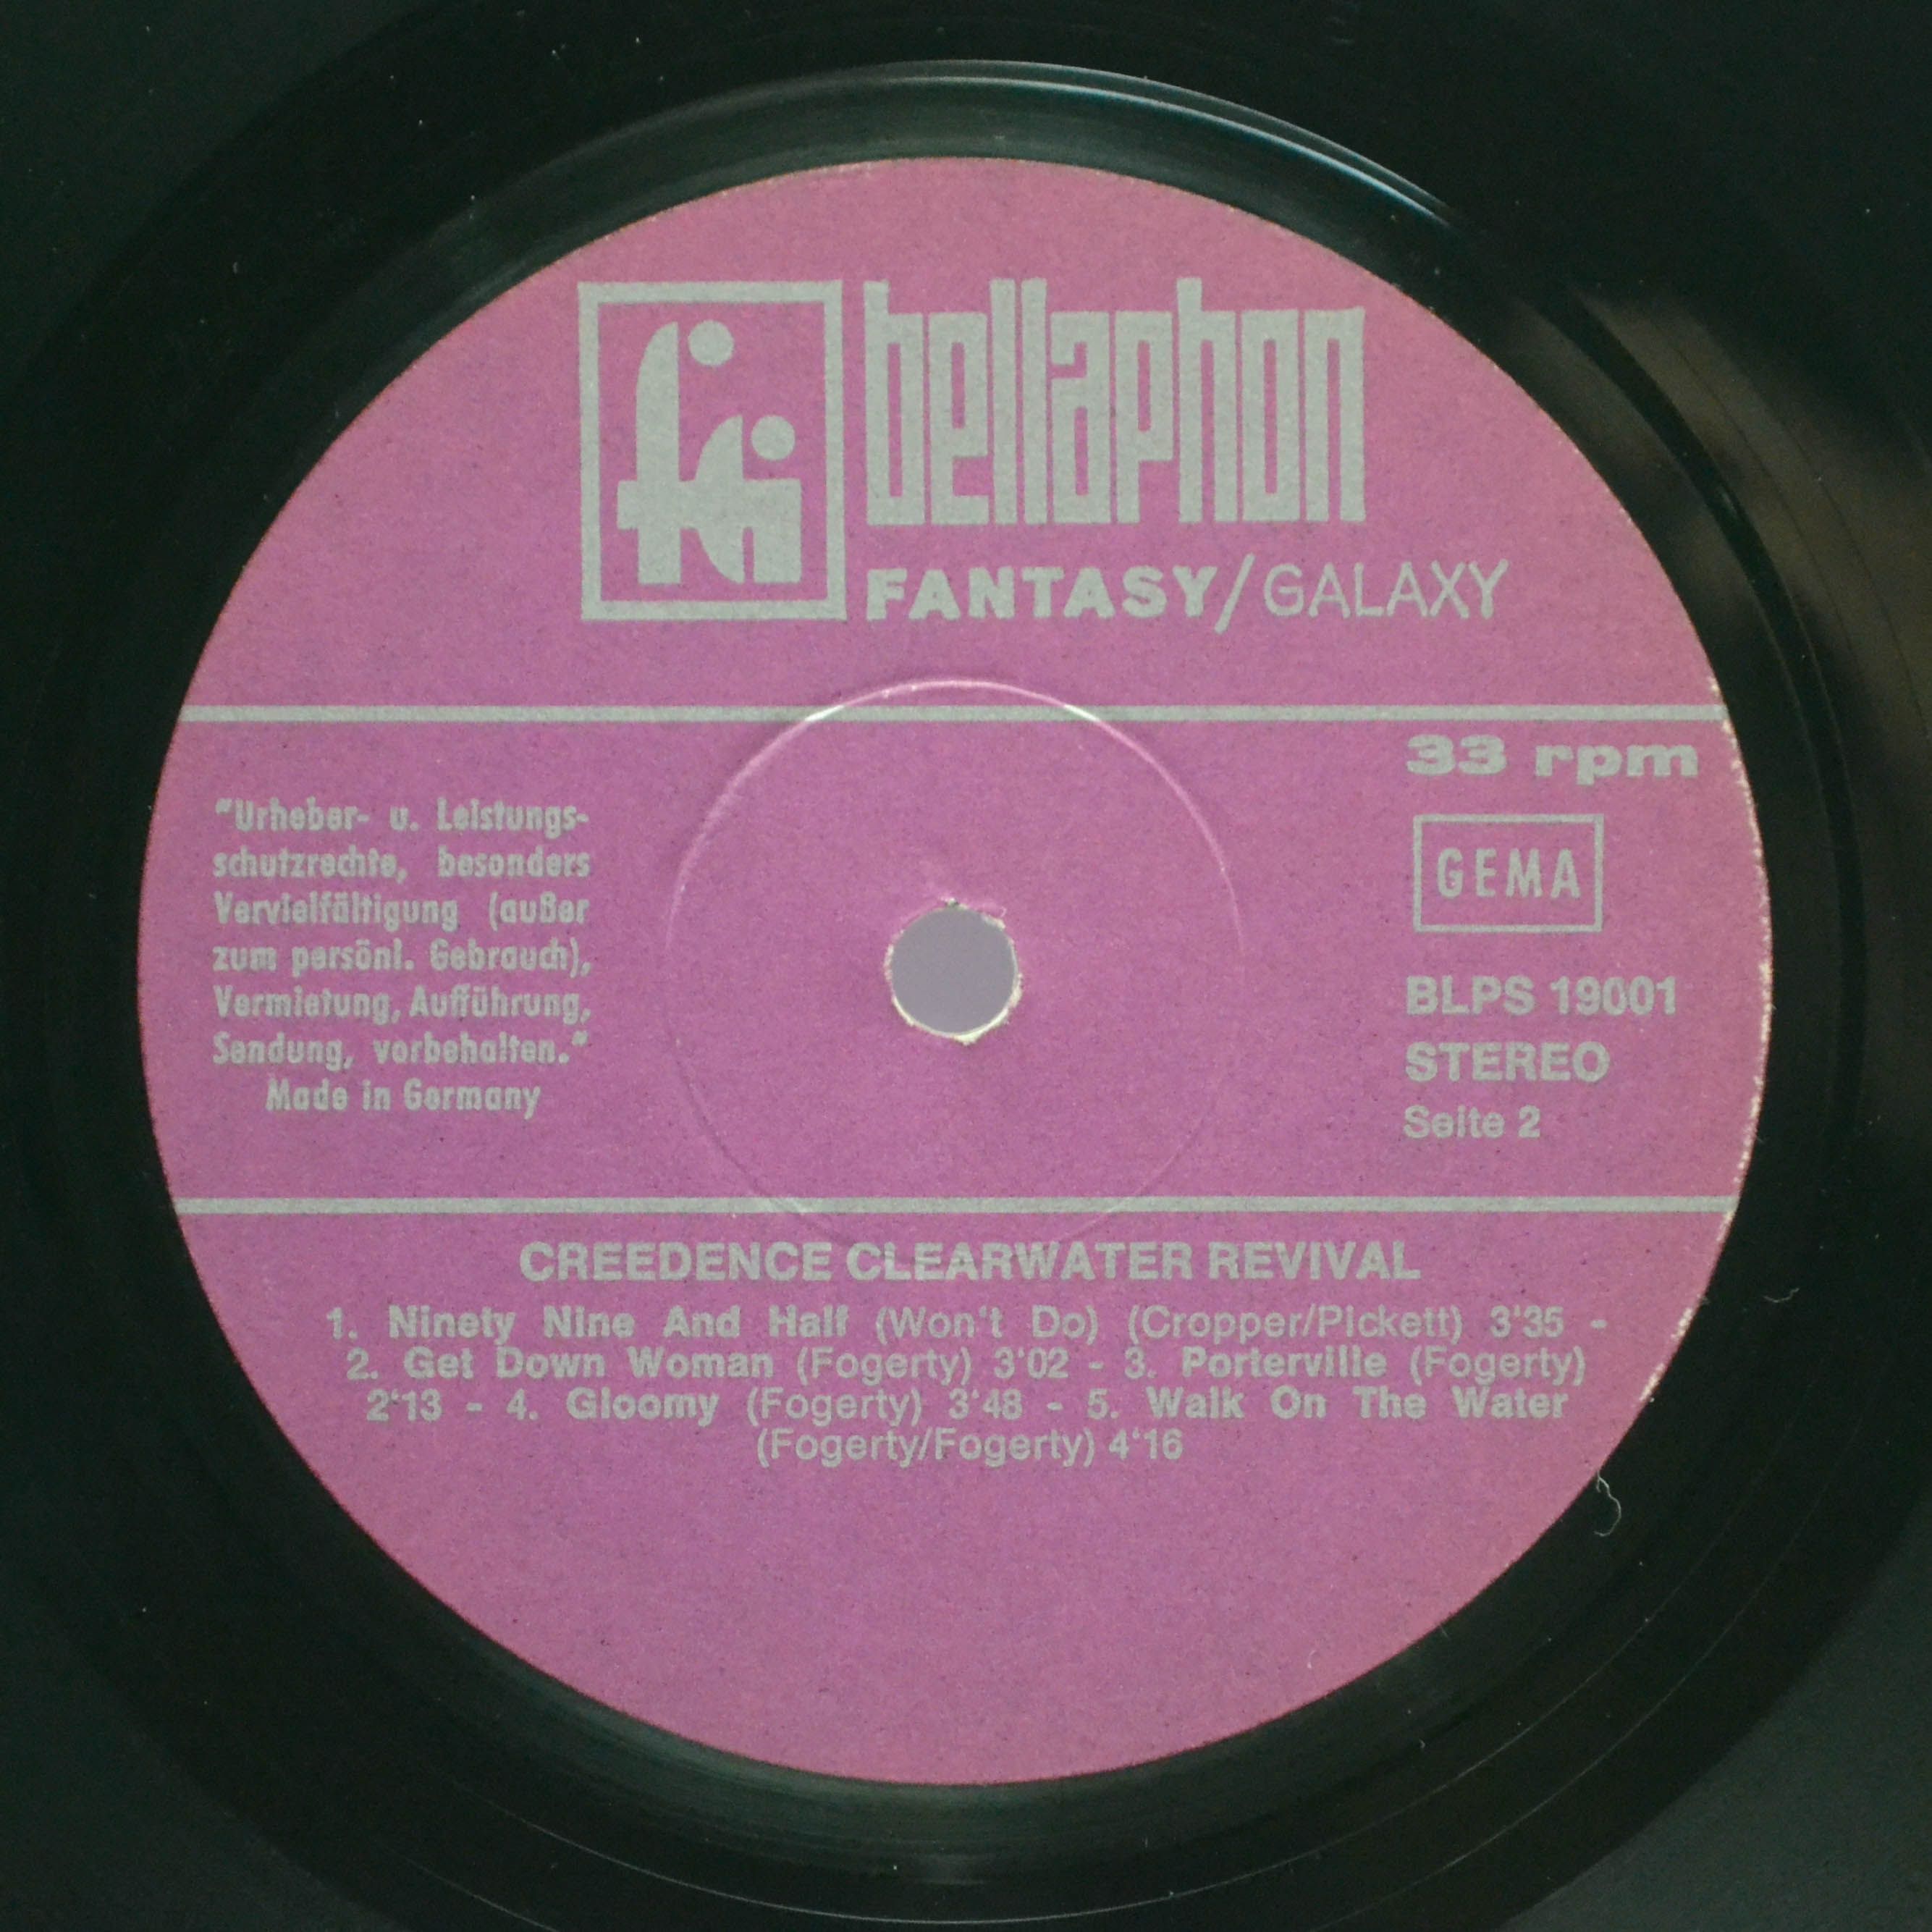 bellaphon
FANTASY/GALAXY
33 rpm
"Urheber- u. Leistungs-
schutzrechte, besonders
Vervielfältigung (außer
zum persönl. Gebrauch),
Vermietung, Aufführung,
Sendung, vorbehalten."
Made in Germany
GEMA
BLPS 19001
STEREO
Seite 2
CREEDENCE CLEARWATER REVIVAL
1. Ninety Nine And Half (Won't Do) (Cropper/Pickett) 3'35 -
2. Get Down Woman (Fogerty) 3'02 - 3. Porterville (Fogerty)
2'13 - 4. Gloomy (Fogerty) 3'48 - 5. Walk On The Water
(Fogerty/Fogerty) 4'16